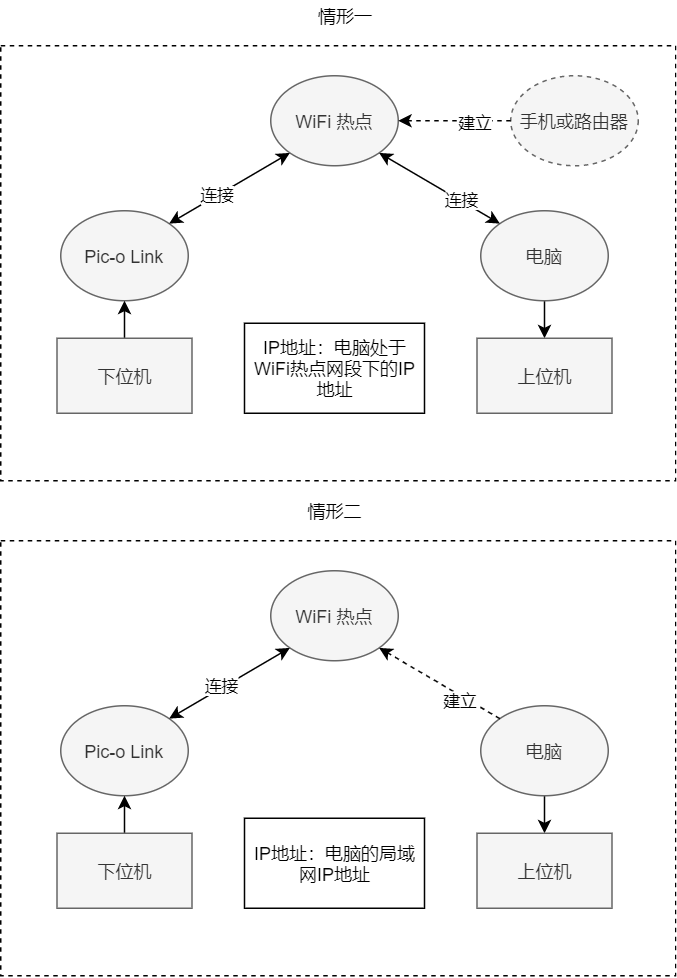 情形一
WiFi 热点
建立
手机或路由器
连接
连接
Pic-o Link
电脑
下位机
IP地址：电脑处于
WiFi热点网段下的IP
地址
上位机
情形二
WiFi 热点
连接
建立
Pic-o Link
电脑
下位机
IP地址：电脑的局域
网IP地址
上位机